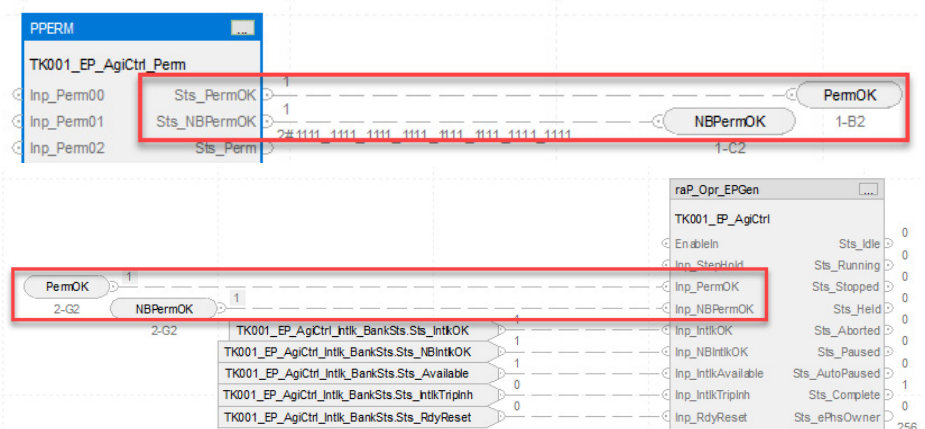 PPERM ...
TK001_EP_AgiCtrl_Perm
Inp_Perm00 Sts_PermOK 1 PermOK
Inp_Perm01 Sts_NBPermOK 1 NBPermOK 1-B2
Inp_Perm02 Sts_Perm 2#1111_1111_1111_1111_1111_1111_1111_1111 1-C2
raP_Opr_EPGen ...
TK001_EP_AgiCtrl
EnableIn Sts_Idle 0
Inp_StepHold Sts_Running 0
PermOK 1 Inp_PermOK Sts_Stopped 0
2-G2 NBPermOK 1 Inp_NBPermOK Sts_Held 0
2-G2 TK001_EP_AgiCtrl_Intlk_BankSts.Sts_IntlkOK 1 Inp_IntlkOK Sts_Aborted 0
TK001_EP_AgiCtrl_Intlk_BankSts.Sts_NBIntlkOK 1 Inp_NBIntlkOK Sts_Paused 0
TK001_EP_AgiCtrl_Intlk_BankSts.Sts_Available 1 Inp_IntlkAvailable Sts_AutoPaused 0
TK001_EP_AgiCtrl_Intlk_BankSts.Sts_IntlkTripInh 0 Inp_IntlkTripInh Sts_Complete 1
TK001_EP_AgiCtrl_Intlk_BankSts.Sts_RdyReset 0 Inp_RdyReset Sts_ePhsOwner 0
256